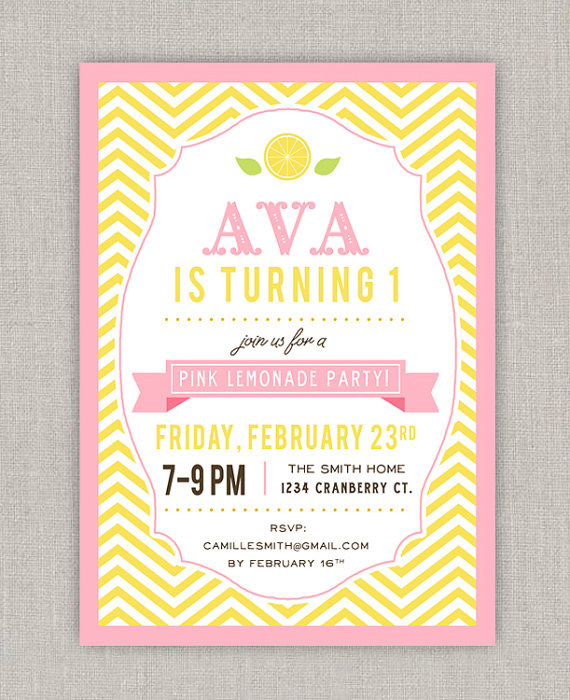 AVA
IS TURNING 1
join us for a
PINK LEMONADE PARTY!
FRIDAY, FEBRUARY 23RD
7-9 PM
THE SMITH HOME
1234 CRANBERRY CT.
RSVP:
CAMILLESMITH@GMAIL.COM
BY FEBRUARY 16TH